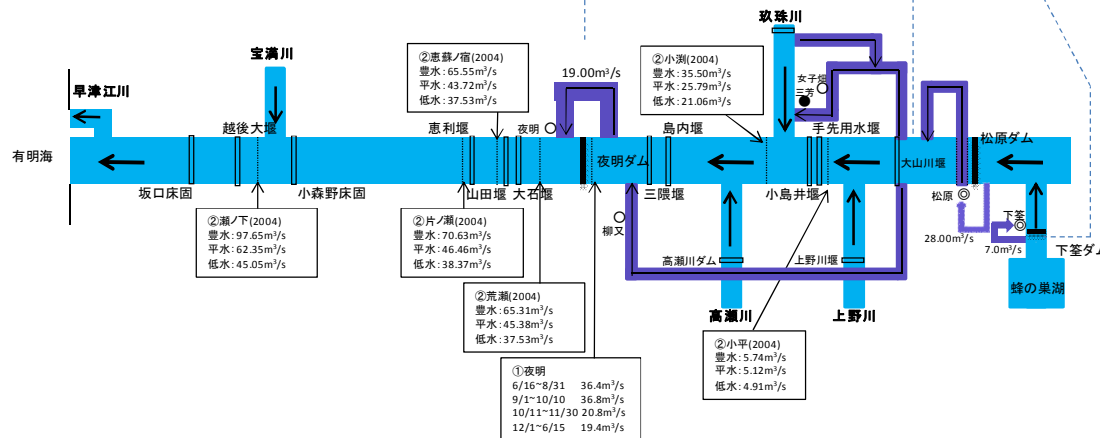 玖珠川
②恵蘇ノ宿(2004)
豊水:65.55m³/s
平水:43.72m³/s
低水:37.53m³/s
宝満川
19.00m³/s
②小渕(2004)
豊水:35.50m³/s
平水:25.79m³/s
低水:21.06m³/s
女子畑
三芳
早津江川
越後大堰
恵利堰
夜明
島内堰
手先用水堰
松原ダム
有明海
夜明ダム
大山川堰
坂口床固
小森野床固
山田堰
大石堰
三隈堰
小島井堰
松原
下筌
柳又
28.00m³/s
7.0m³/s
下筌ダム
②瀬ノ下(2004)
豊水:97.65m³/s
平水:62.35m³/s
低水:45.05m³/s
②片ノ瀬(2004)
豊水:70.63m³/s
平水:46.46m³/s
低水:38.37m³/s
高瀬川ダム
上野川堰
蜂の巣湖
②荒瀬(2004)
豊水:65.31m³/s
平水:45.38m³/s
低水:37.53m³/s
高瀬川
上野川
②小平(2004)
豊水:5.74m³/s
平水:5.12m³/s
低水:4.91m³/s
①夜明
6/16~8/31 36.4m³/s
9/1~10/10 36.8m³/s
10/11~11/30 20.8m³/s
12/1~6/15 19.4m³/s